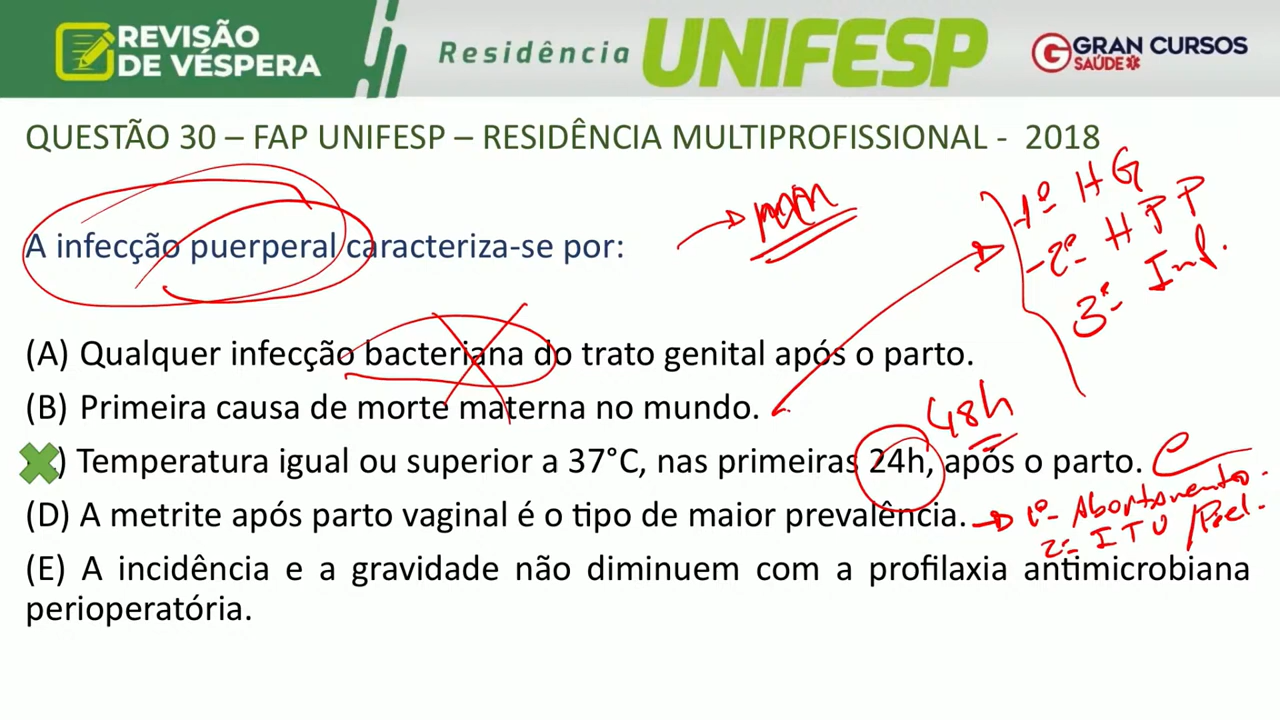 REVISÃO
DE VÉSPERA
Residência UNIFESP
GRAN CURSOS
SAÚDE
QUESTÃO 30 – FAP UNIFESP – RESIDÊNCIA MULTIPROFISSIONAL - 2018
1º HG
2º HPP
3º Inf.
A infecção puerperal caracteriza-se por:
(A) Qualquer infecção bacteriana do trato genital após o parto.
(B) Primeira causa de morte materna no mundo.
48h
) Temperatura igual ou superior a 37°C, nas primeiras 24h, após o parto.
(D) A metrite após parto vaginal é o tipo de maior prevalência.
1º Abortamento
2º ITU
(E) A incidência e a gravidade não diminuem com a profilaxia antimicrobiana
perioperatória.